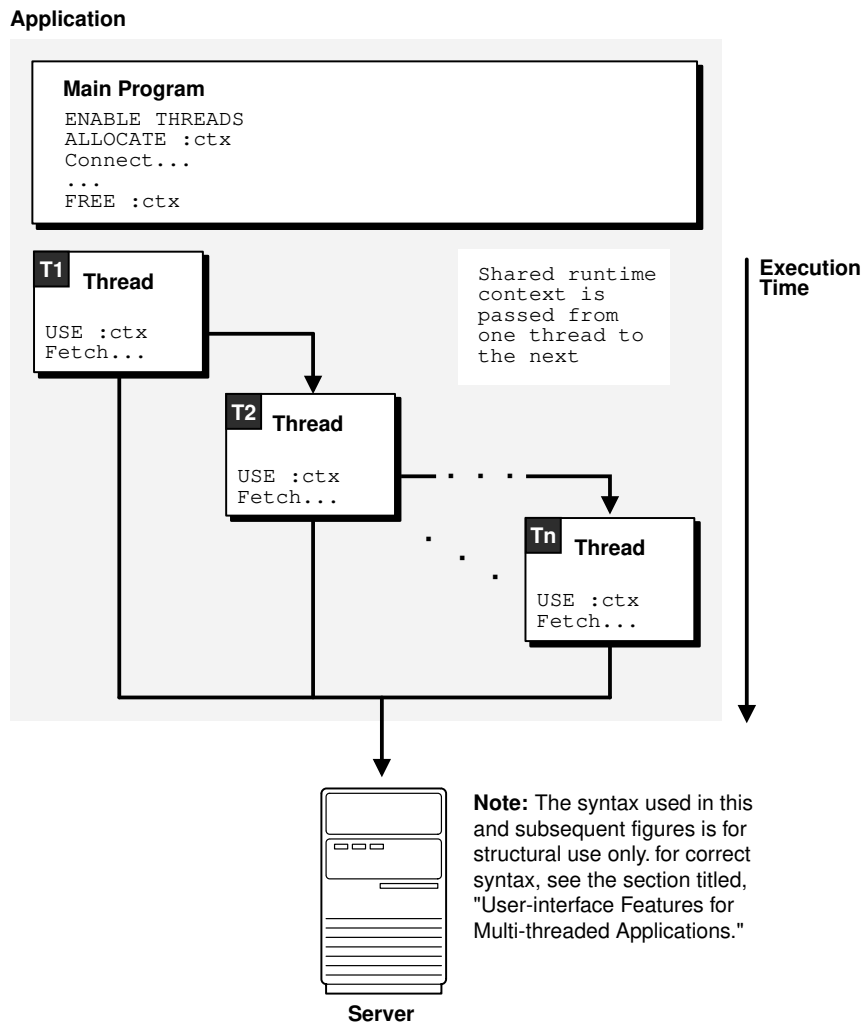 Application
Main Program
ENABLE THREADS
ALLOCATE :ctx
Connect...
...
FREE :ctx
T1
Thread
USE :ctx
Fetch...
Shared runtime
context is
passed from
one thread to
the next
Execution
Time
T2
Thread
USE :ctx
Fetch...
Tn
Thread
USE :ctx
Fetch...
Server
Note: The syntax used in this
and subsequent figures is for
structural use only. for correct
syntax, see the section titled,
"User-interface Features for
Multi-threaded Applications."